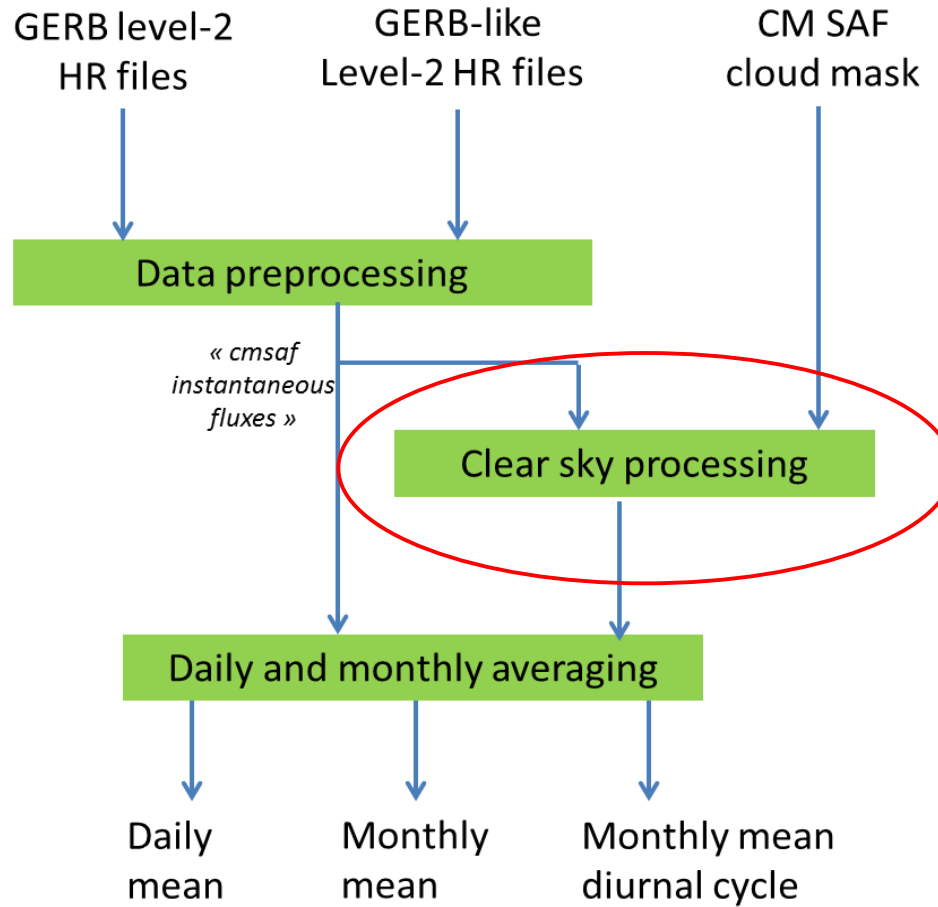 GERB level-2
HR files
GERB-like
Level-2 HR files
CM SAF
cloud mask
Data preprocessing
« cmsaf
instantaneous
fluxes »
Clear sky processing
Daily and monthly averaging
Daily
mean
Monthly
mean
Monthly mean
diurnal cycle